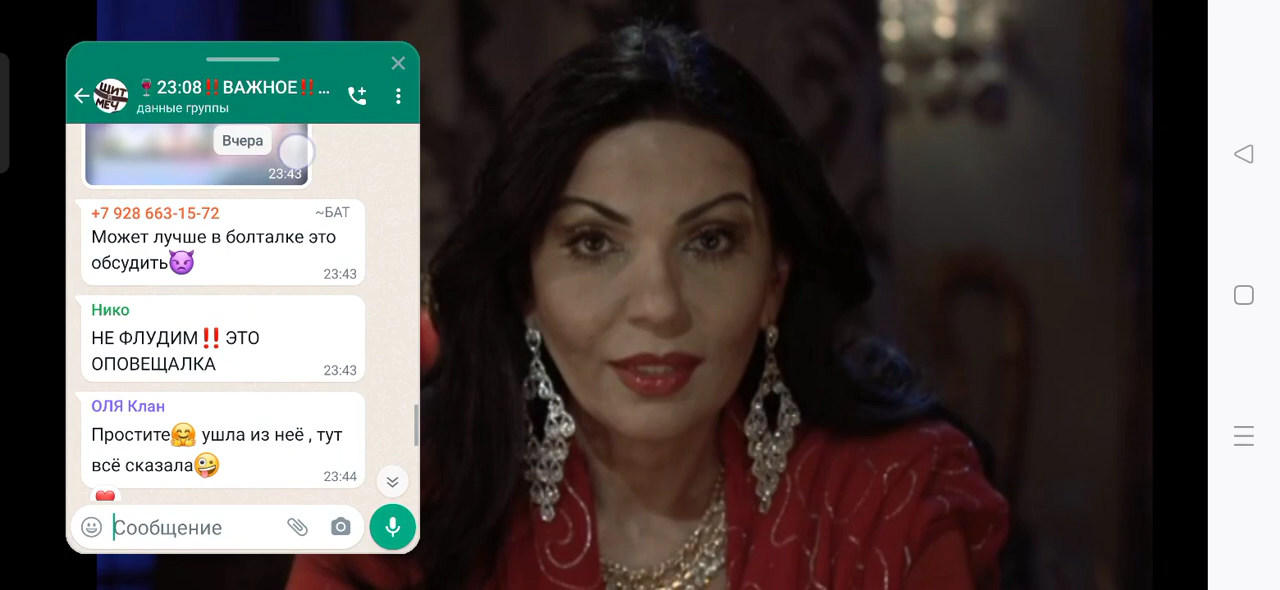 ЩИТ
МЕЧ
🍷23:08‼️ВАЖНОЕ‼️...
данные группы
Вчера
23:43
+7 928 663-15-72
~БАТ
Может лучше в болталке это
обсудить👿
23:43
Нико
НЕ ФЛУДИМ‼️ЭТО
ОПОВЕЩАЛКА
23:43
ОЛЯ Клан
Простите🤗 ушла из неё , тут
всё сказала🤪
23:44
Сообщение